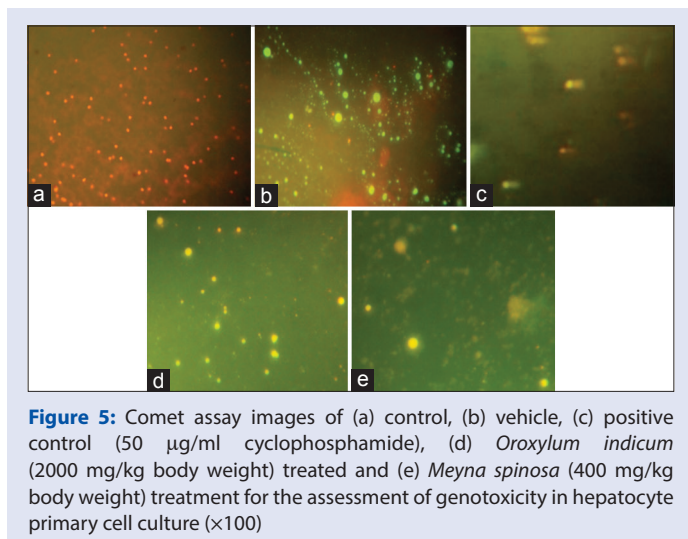 a
b
c
d
e
Figure 5: Comet assay images of (a) control, (b) vehicle, (c) positive
control (50 μg/ml cyclophosphamide), (d) Oroxylum indicum
(2000 mg/kg body weight) treated and (e) Meyna spinosa (400 mg/kg
body weight) treatment for the assessment of genotoxicity in hepatocyte
primary cell culture (×100)